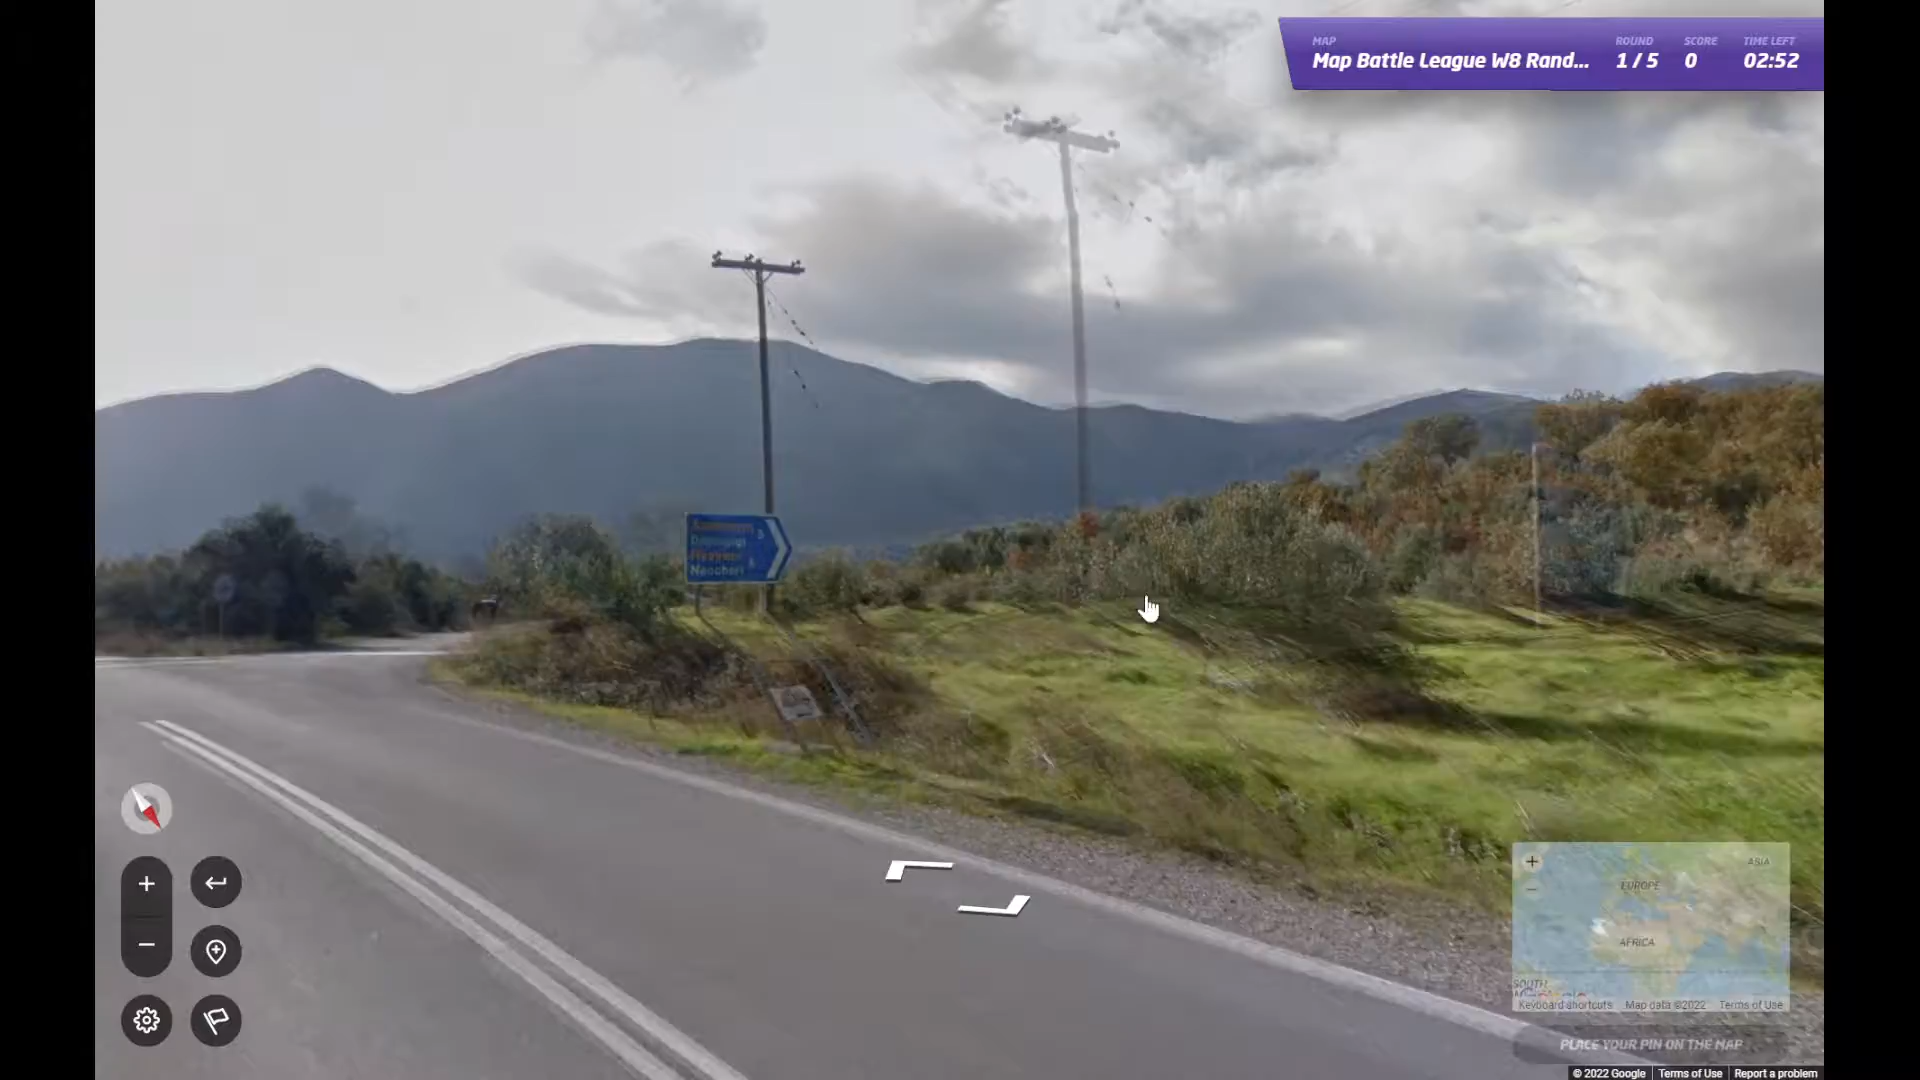 MAP
Map Battle League W8 Rand...
ROUND
1 / 5
SCORE
0
TIME LEFT
02:52
Neochori
ASIA
EUROPE
AFRICA
SOUTH
Keyboard shortcuts
Map data ©2022
Terms of Use
PLACE YOUR PIN ON THE MAP
© 2022 Google
Terms of Use
Report a problem